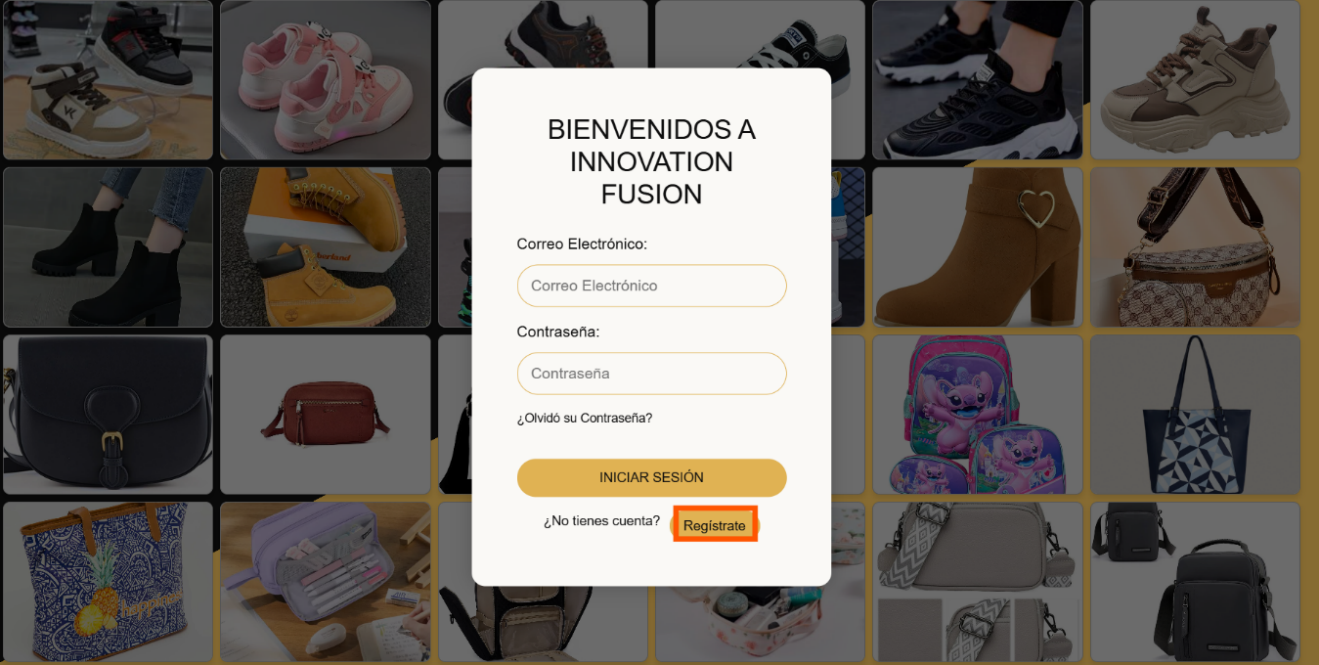 BIENVENIDOS A
INNOVATION
FUSION
Correo Electrónico:
Correo Electrónico
Contraseña:
Contraseña
¿Olvidó su Contraseña?
INICIAR SESIÓN
¿No tienes cuenta? Regístrate